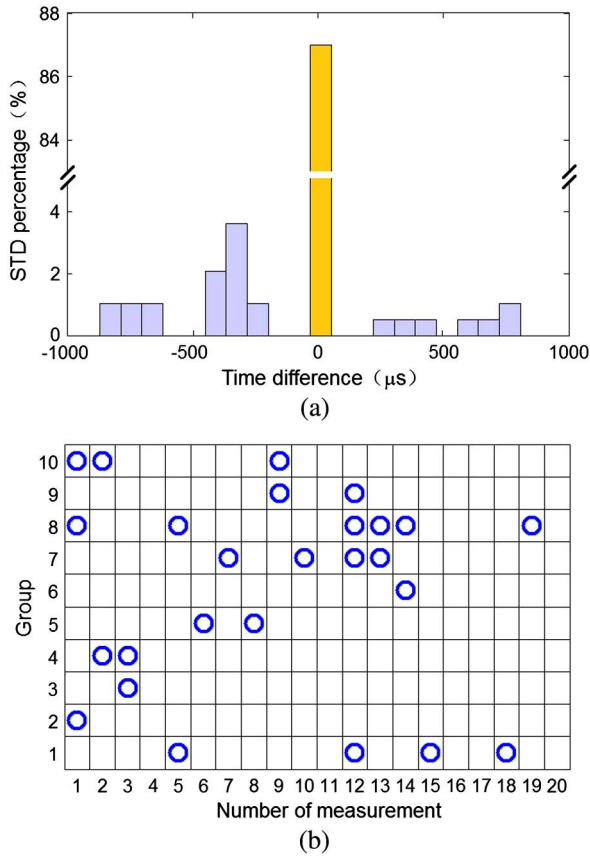 88
86
84
4
2
0
STD percentage（%）
-1000 -500 0 500 1000
Time difference（μs）
(a)
10
9
8
7
6
5
4
3
2
1
Group
1 2 3 4 5 6 7 8 9 10 11 12 13 14 15 16 17 18 19 20
Number of measurement
(b)